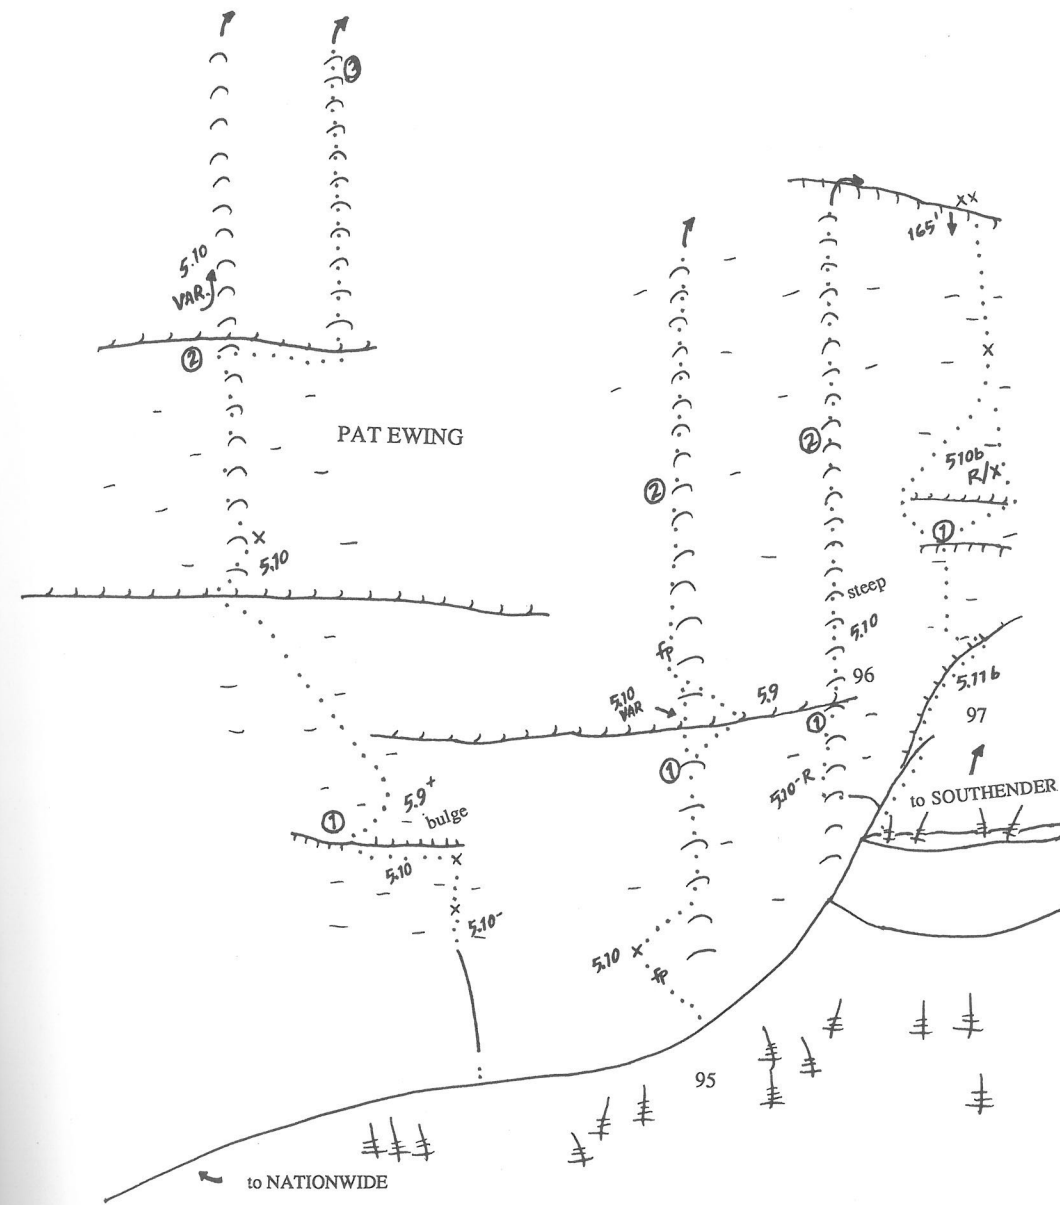 3
5.10
VAR.
2
PAT EWING
x
5.10
1
5.9+
bulge
5.10
x
x
5.10-
xx
165'
x
510b
R/X
1
2
2
steep
5.10
96
fp
5.10
VAR
5.9
1
1
5.10-R
5.11b
97
to SOUTHENDER
5.10
x
fp
95
to NATIONWIDE